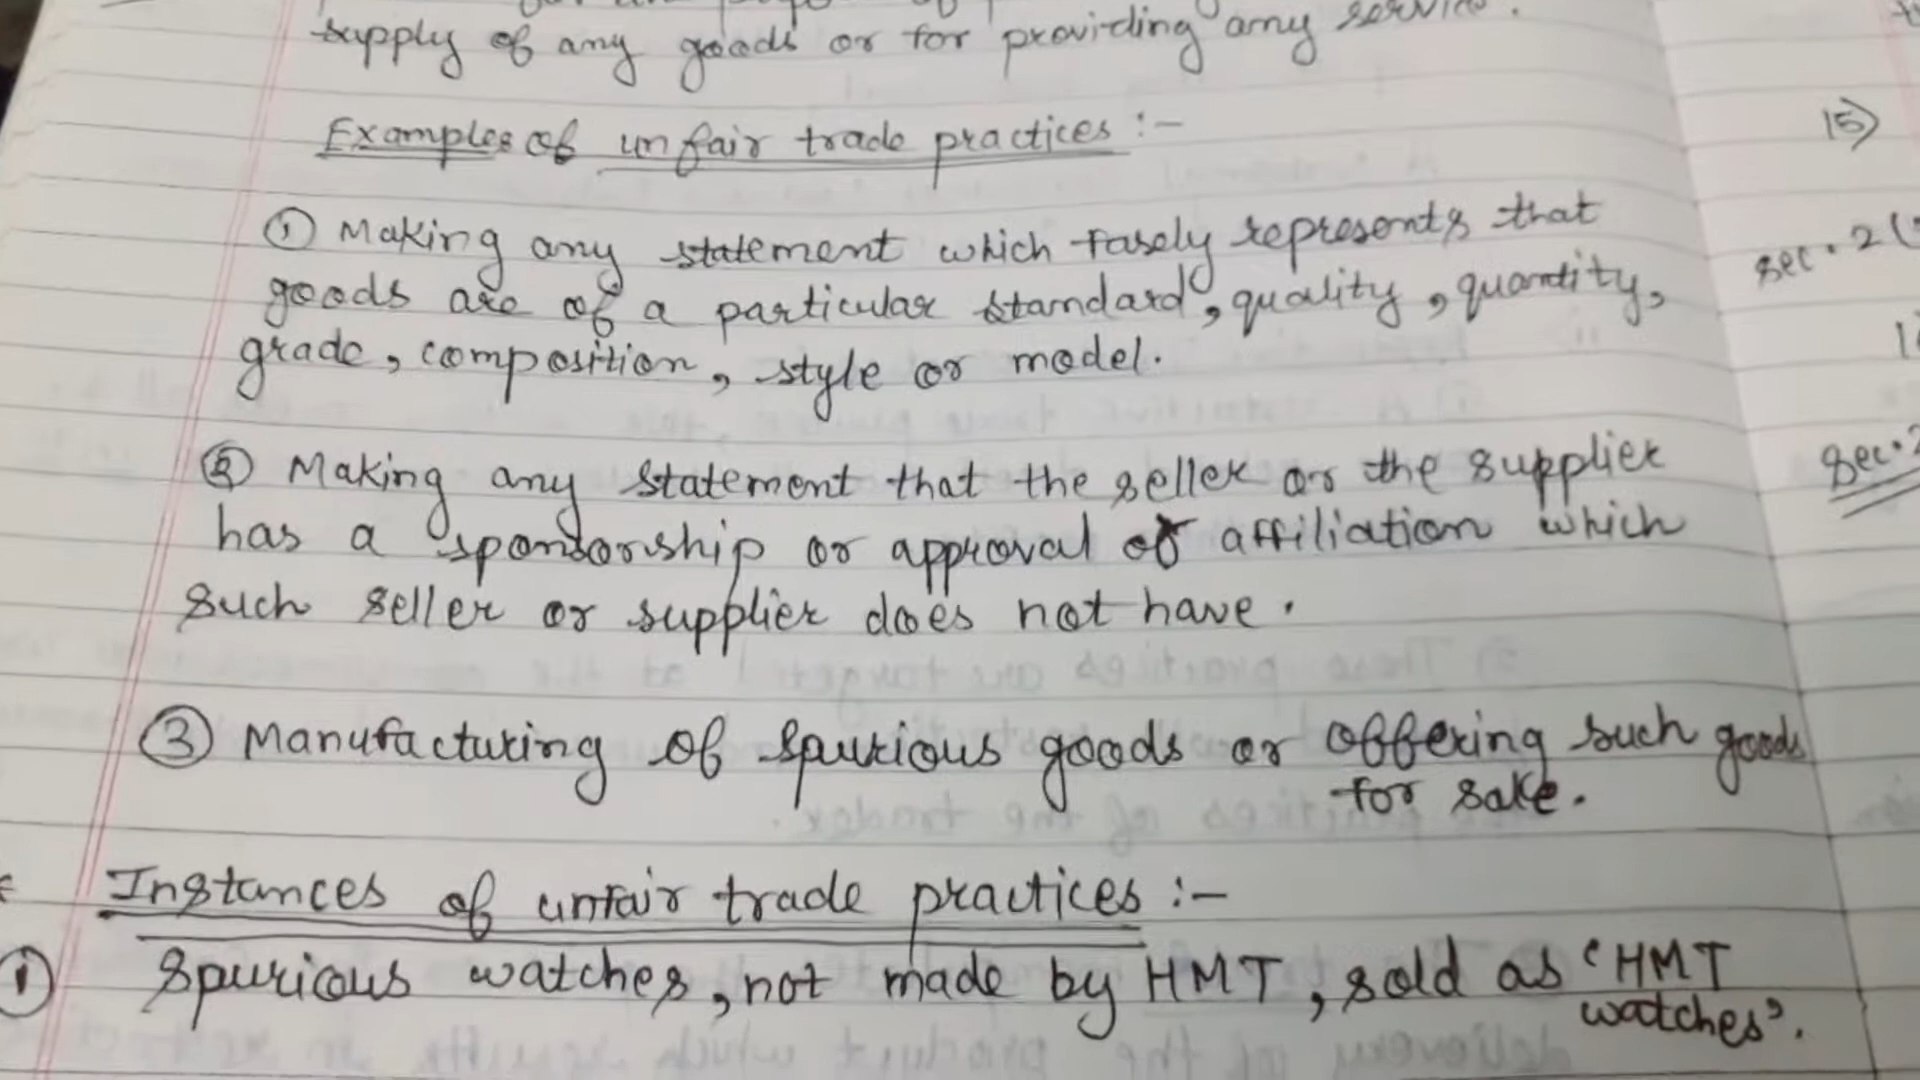 supply of any goods or for providing any service.
Examples of unfair trade practices :-
① Making any statement which fasely represents that
goods are of a particular standard, quality, quantity,
grade, composition, style or model.
② Making any statement that the seller or the supplier
has a sponsorship or approval or affiliation which
such seller or supplier does not have.
③ Manufacturing of spurious goods or offering such goods
for sale.
Instances of unfair trade practices :-
① Spurious watches, not made by HMT, sold as 'HMT
watches'.
15)
sec. 2 (
sec. 2